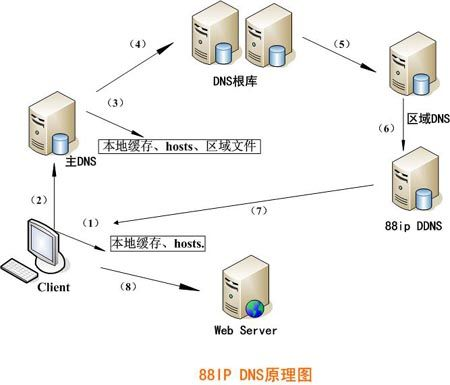 (4)
(5)
DNS根库
(3)
区域DNS
本地缓存、hosts、区域文件
(6)
主DNS
(2)
(7)
88ip DDNS
(1)
本地缓存、hosts.
Client
(8)
Web Server
88IP DNS原理图